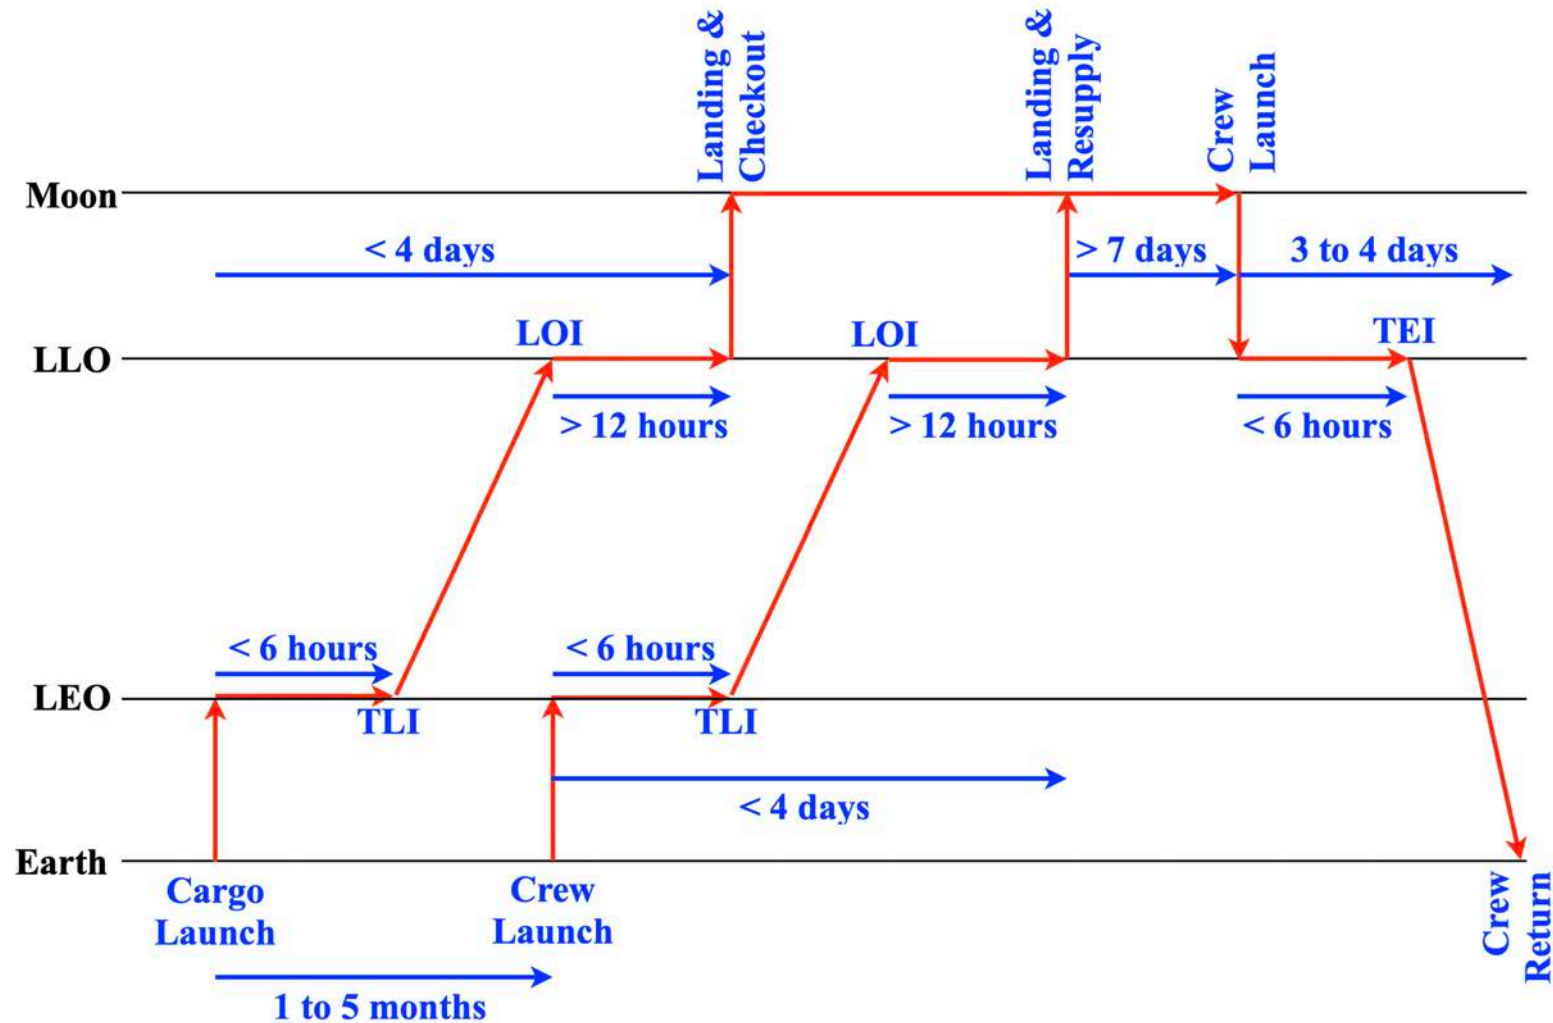 Landing &
Checkout
Landing &
Resupply
Crew
Launch
Moon
< 4 days
> 7 days
3 to 4 days
LOI
LOI
TEI
LLO
> 12 hours
> 12 hours
< 6 hours
< 6 hours
< 6 hours
LEO
TLI
TLI
< 4 days
Earth
Cargo
Launch
Crew
Launch
Crew
Return
1 to 5 months